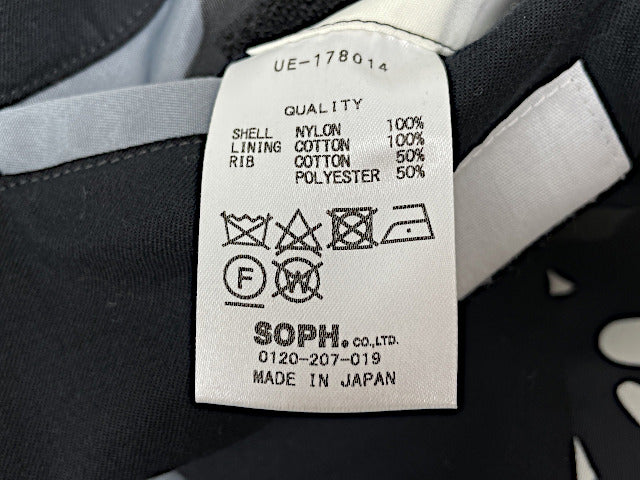 UE-178014
QUALITY
SHELL NYLON 100%
LINING COTTON 100%
RIB COTTON 50%
POLYESTER 50%
F W
SOPH. CO.,LTD.
0120-207-019
MADE IN JAPAN